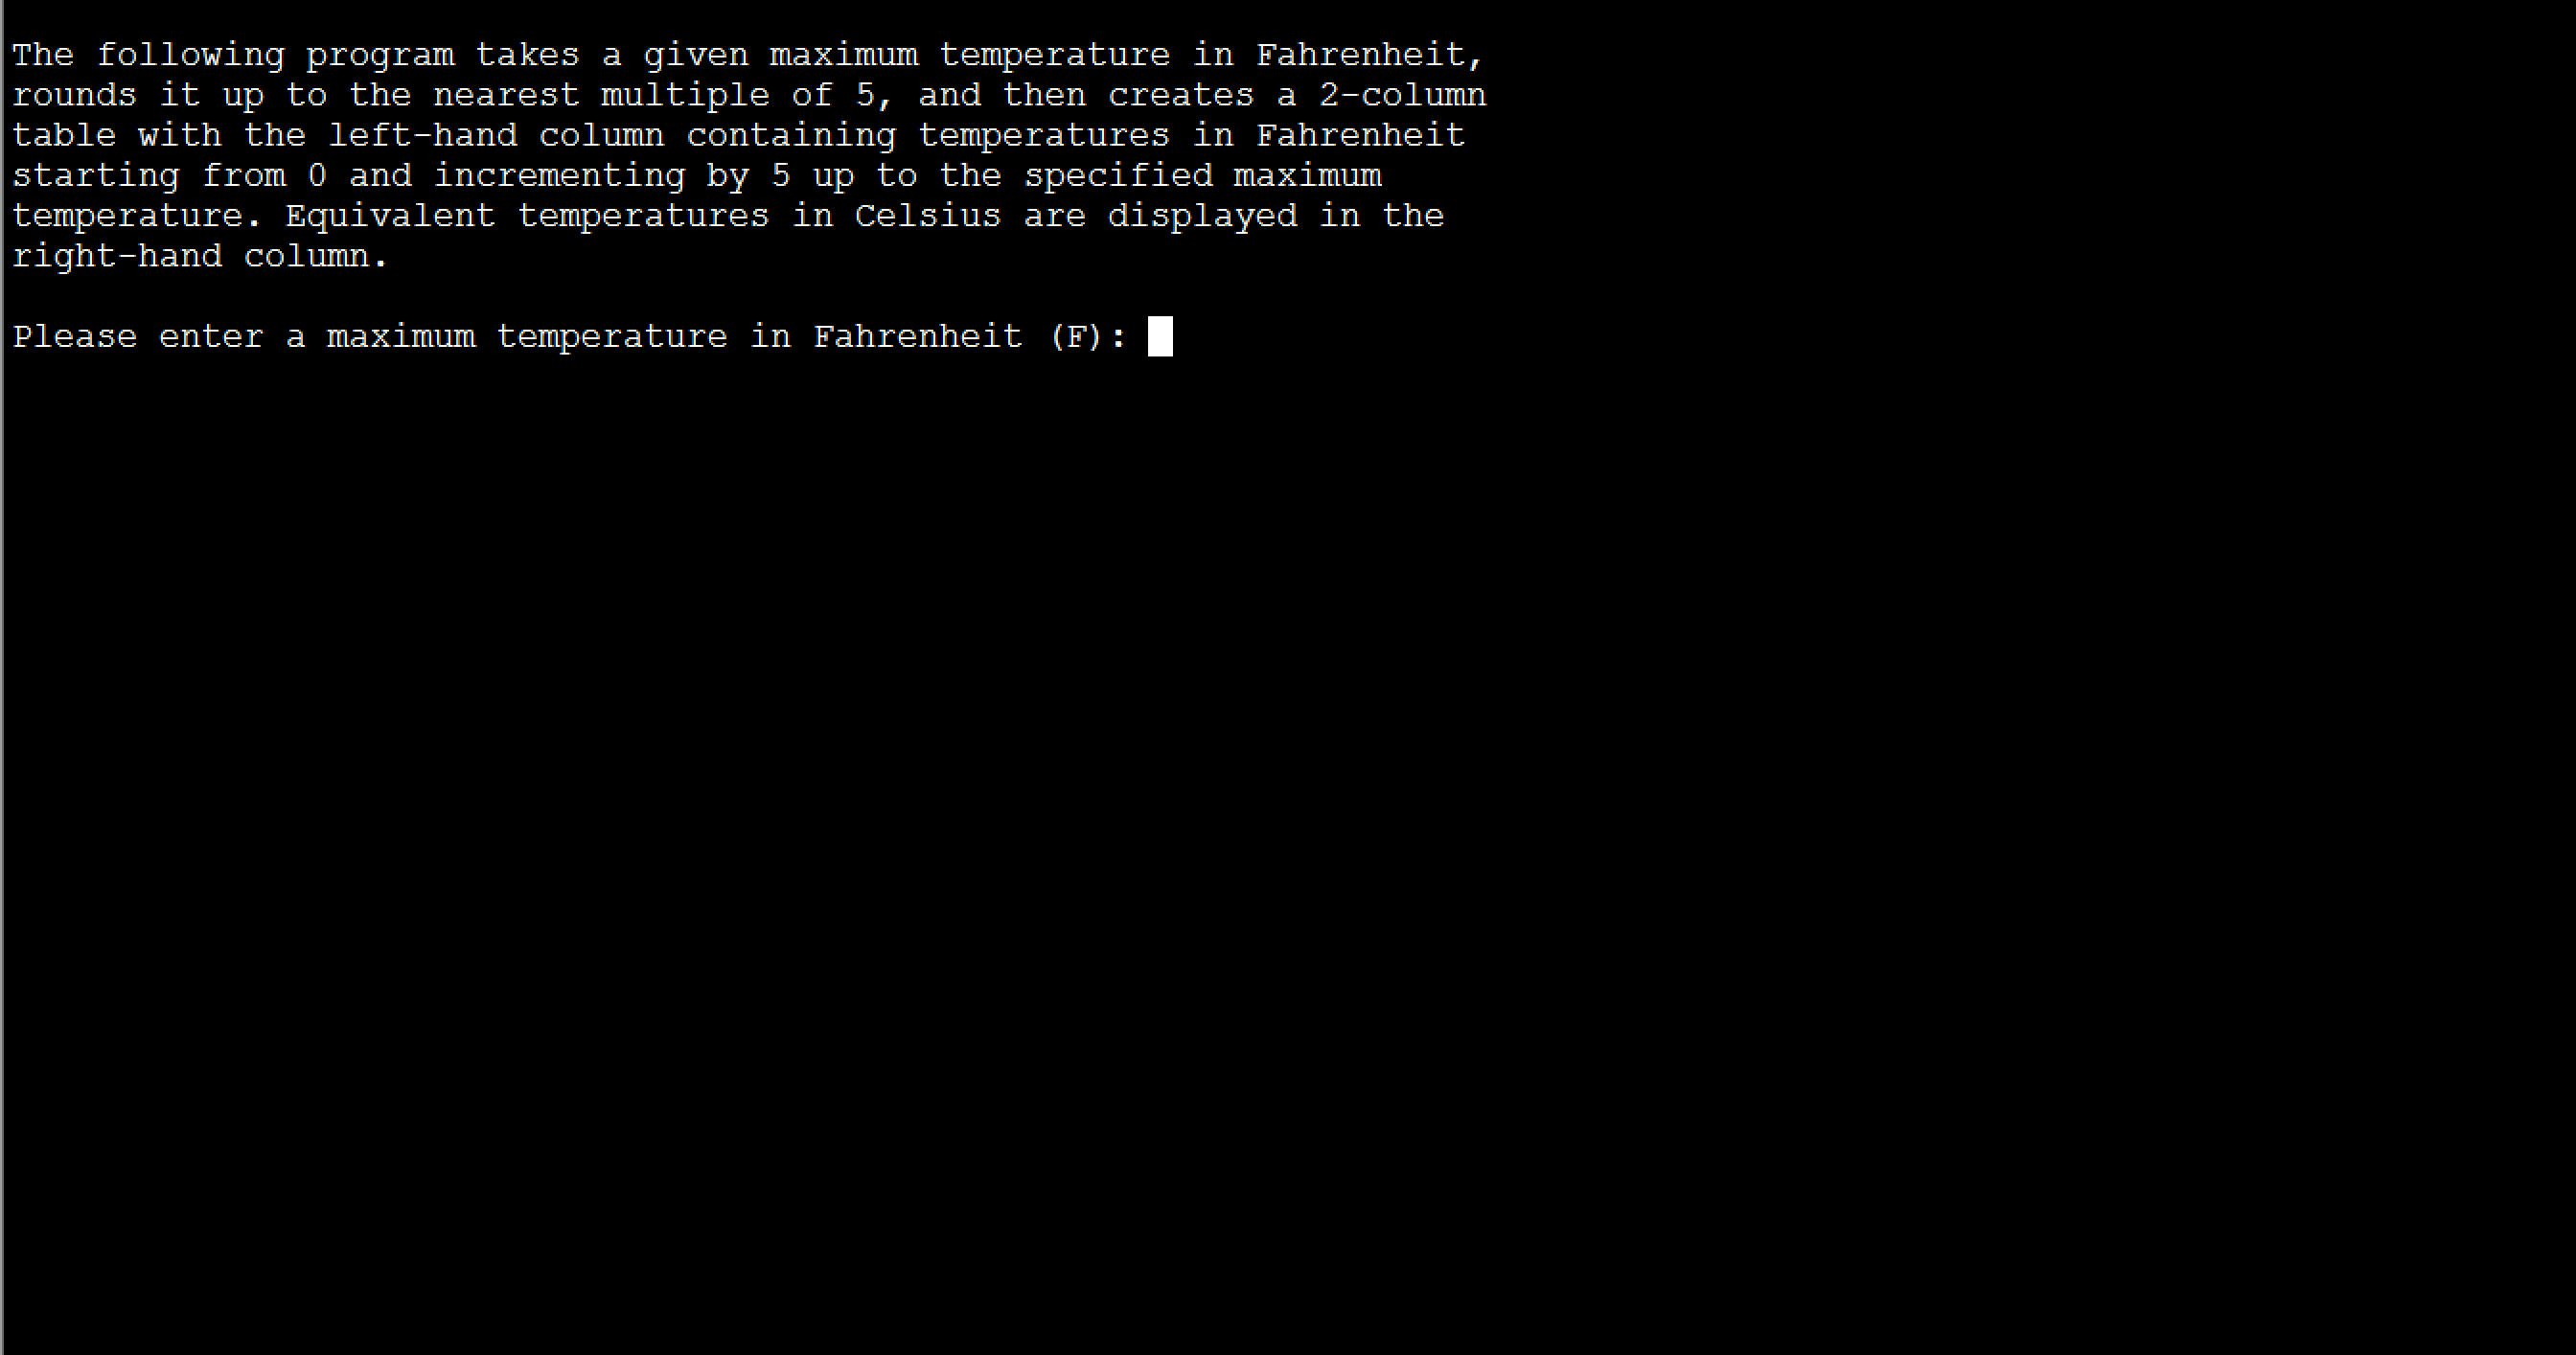 The following program takes a given maximum temperature in Fahrenheit,
rounds it up to the nearest multiple of 5, and then creates a 2-column
table with the left-hand column containing temperatures in Fahrenheit
starting from 0 and incrementing by 5 up to the specified maximum
temperature. Equivalent temperatures in Celsius are displayed in the
right-hand column.
Please enter a maximum temperature in Fahrenheit (F):